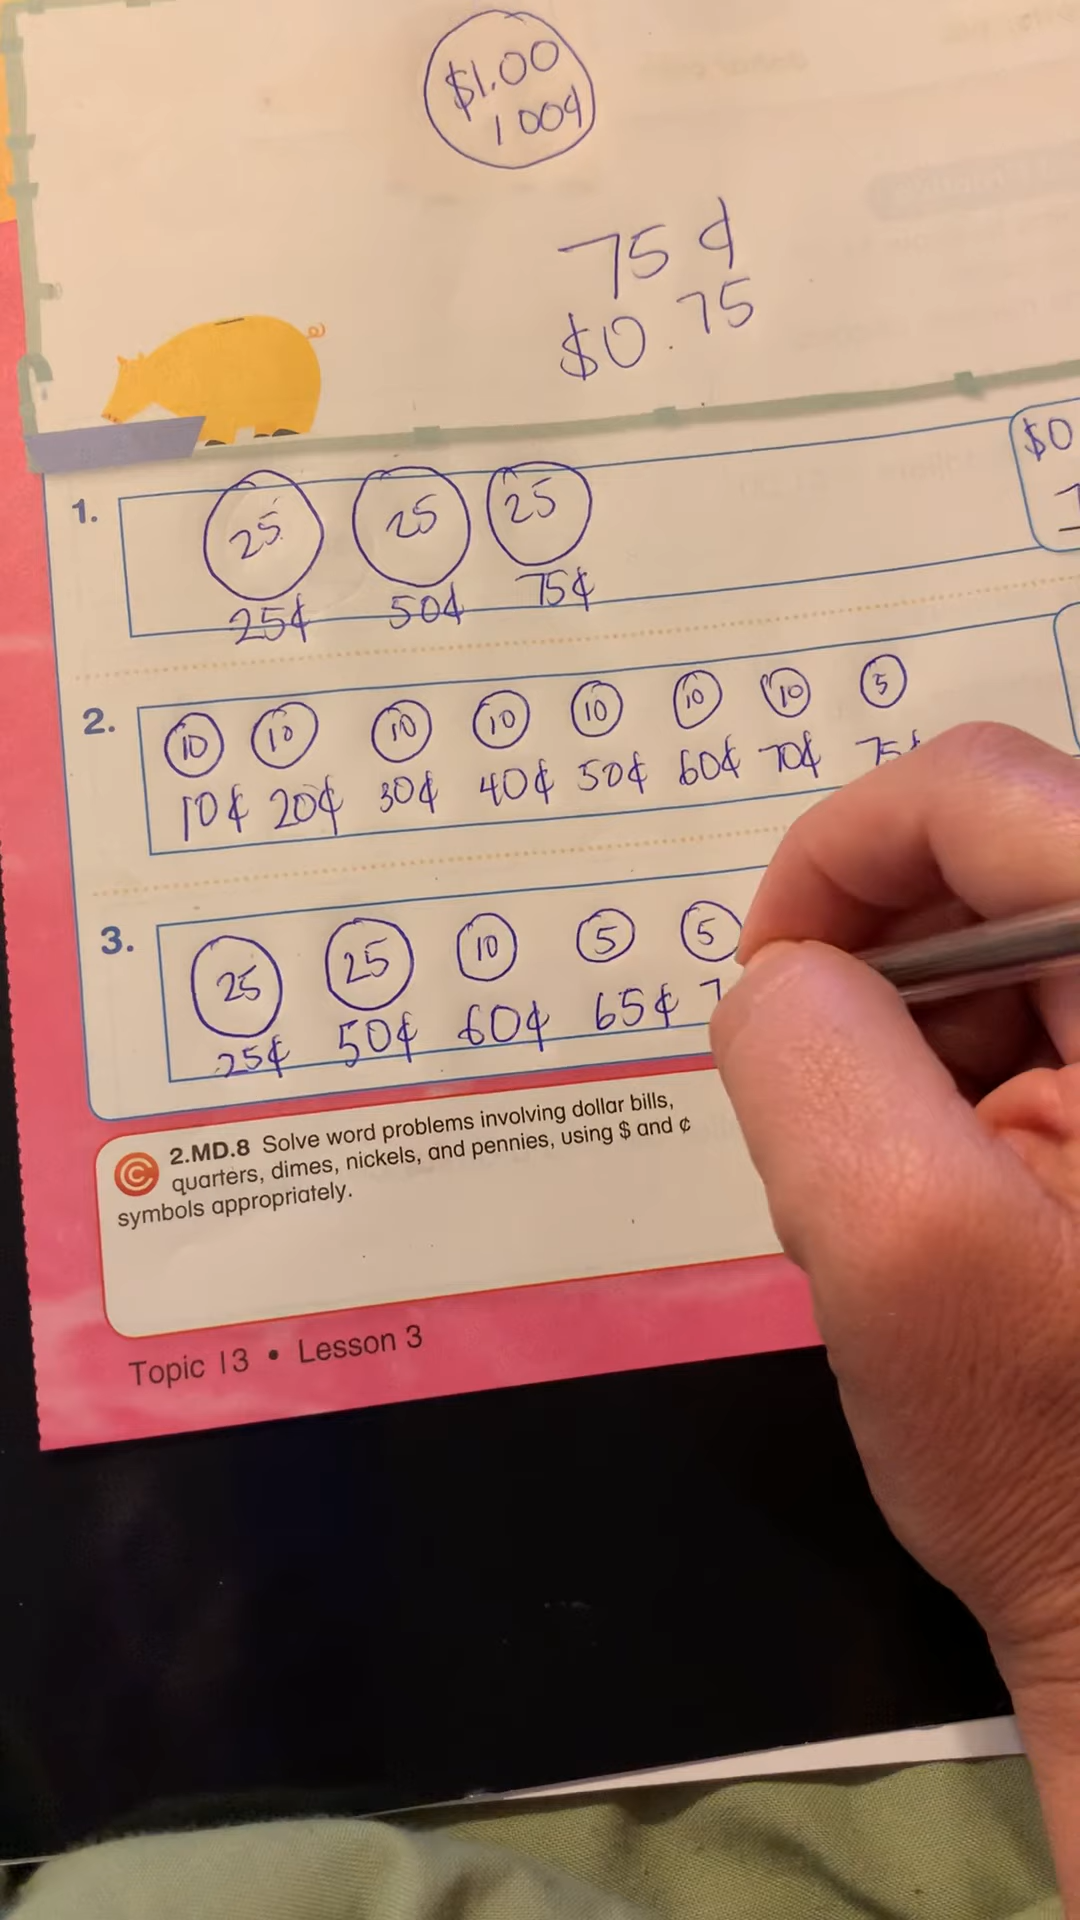 $1.00
100¢
75¢
$0.75
$0
1.
25 25 25
25¢ 50¢ 75¢
2.
10 10 10 10 10 10 10 5
10¢ 20¢ 30¢ 40¢ 50¢ 60¢ 70¢ 75¢
3.
25 25 10 5 5
25¢ 50¢ 60¢ 65¢ 7
2.MD.8 Solve word problems involving dollar bills,
quarters, dimes, nickels, and pennies, using $ and ¢
symbols appropriately.
Topic 13 • Lesson 3